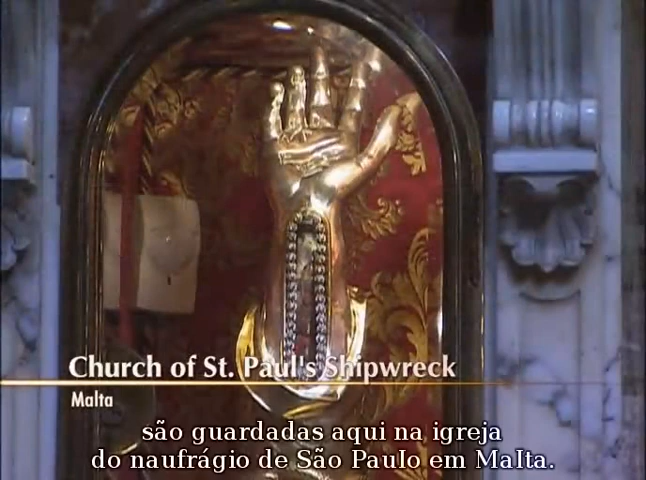 Church of St. Paul's Shipwreck
Malta
são guardadas aqui na igreja
do naufrágio de São Paulo em Malta.